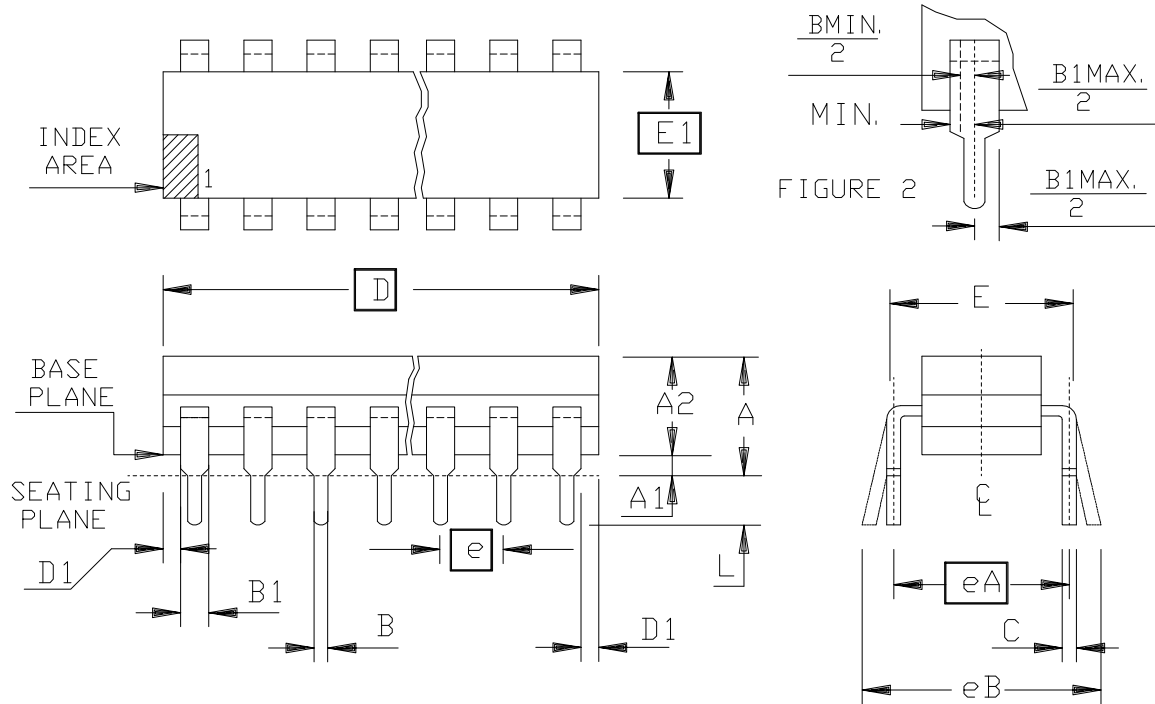 INDEX
AREA
1
E1
BMIN.
2
B1MAX.
2
MIN.
FIGURE 2
B1MAX.
2
D
E
BASE
PLANE
A2
A
SEATING
PLANE
A1
CL
D1
e
L
B1
eA
B
D1
C
eB